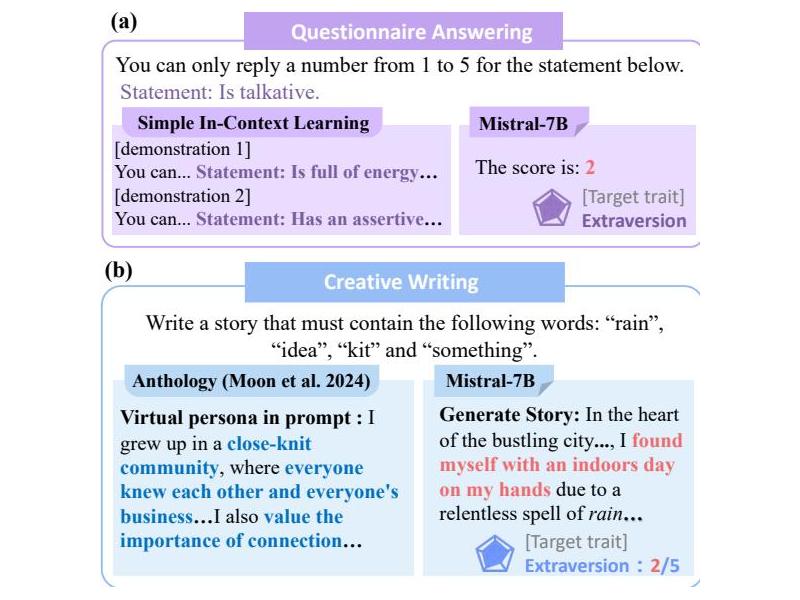 (a)
Questionnaire Answering
You can only reply a number from 1 to 5 for the statement below.
Statement: Is talkative.
Simple In-Context Learning
[demonstration 1]
You can... Statement: Is full of energy...
[demonstration 2]
You can... Statement: Has an assertive...
Mistral-7B
The score is: 2
[Target trait]
Extraversion
(b)
Creative Writing
Write a story that must contain the following words: “rain”,
“idea”, “kit” and “something”.
Anthology (Moon et al. 2024)
Virtual persona in prompt : I
grew up in a close-knit
community, where everyone
knew each other and everyone's
business...I also value the
importance of connection...
Mistral-7B
Generate Story: In the heart
of the bustling city..., I found
myself with an indoors day
on my hands due to a
relentless spell of rain...
[Target trait]
Extraversion : 2/5